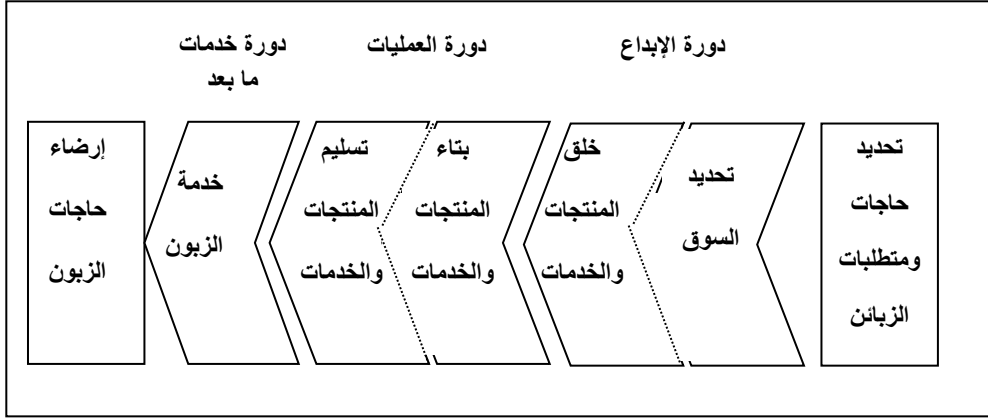 دورة الإبداع
دورة العمليات
دورة خدمات
ما بعد
تحديد
حاجات
ومتطلبات
الزبائن
تحديد
السوق
خلق
المنتجات
والخدمات
بتاء
المنتجات
والخدمات
تسليم
المنتجات
والخدمات
خدمة
الزبون
إرضاء
حاجات
الزبون